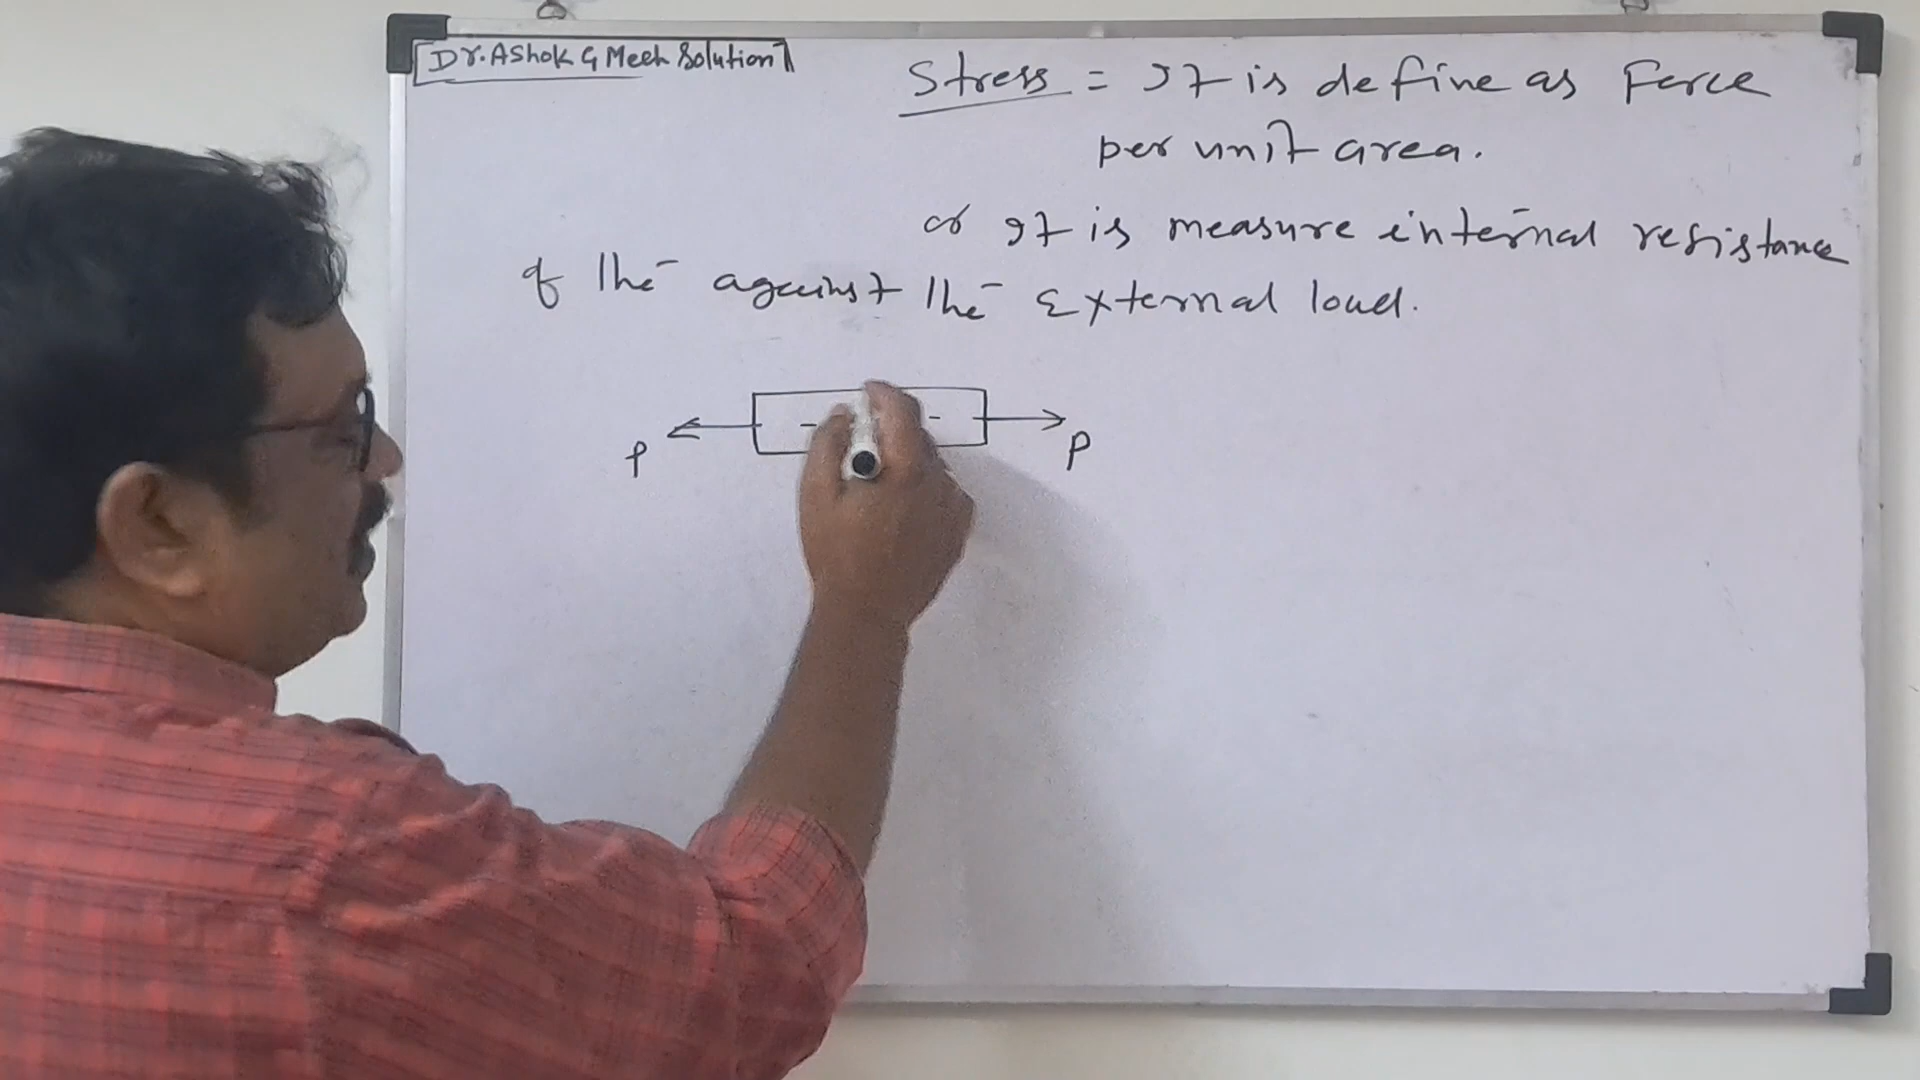 Dr. Ashok G Mech Solution
Stress = It is define as Force
per unit area.
or It is measure internal resistance
of the against the External load.
P P